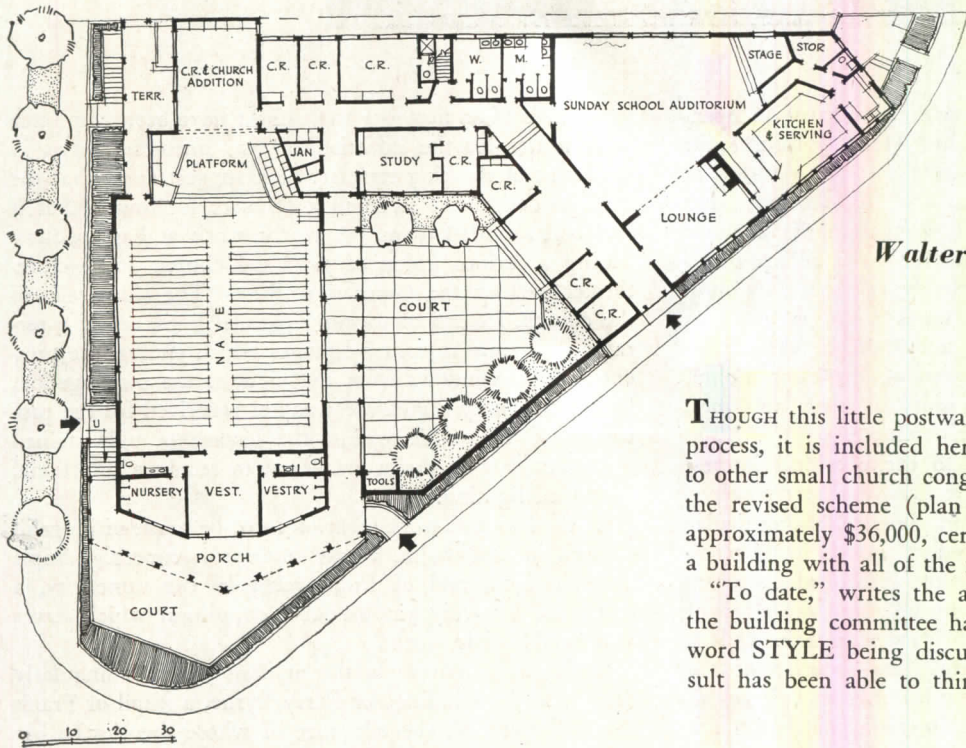 C.R. & CHURCH
ADDITION
C.R.
C.R.
C.R.
W.
M.
STAGE
STOR
TERR.
SUNDAY SCHOOL AUDITORIUM
KITCHEN
& SERVING
PLATFORM
JAN
STUDY
C.R.
C.R.
LOUNGE
Walter
NAVE
COURT
C.R.
C.R.
THOUGH this little postwa
process, it is included her
to other small church cong
the revised scheme (plan
approximately $36,000, cer
a building with all of the
"To date," writes the a
the building committee ha
word STYLE being discu
sult has been able to thin
U
TOOLS
NURSERY
VEST.
VESTRY
PORCH
COURT
0 10 20 30